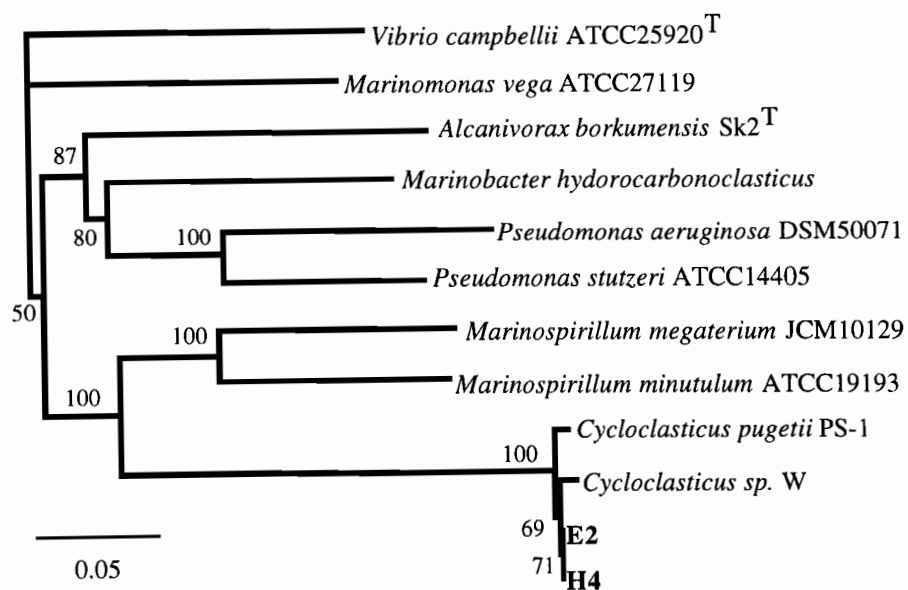 Vibrio campbellii ATCC25920T
Marinomonas vega ATCC27119
Alcanivorax borkumensis Sk2T
87
Marinobacter hydorocarbonoclasticus
80
100
Pseudomonas aeruginosa DSM50071
Pseudomonas stutzeri ATCC14405
50
100
Marinospirillum megaterium JCM10129
Marinospirillum minutulum ATCC19193
100
Cycloclasticus pugetii PS-1
100
Cycloclasticus sp. W
69
E2
71
H4
0.05